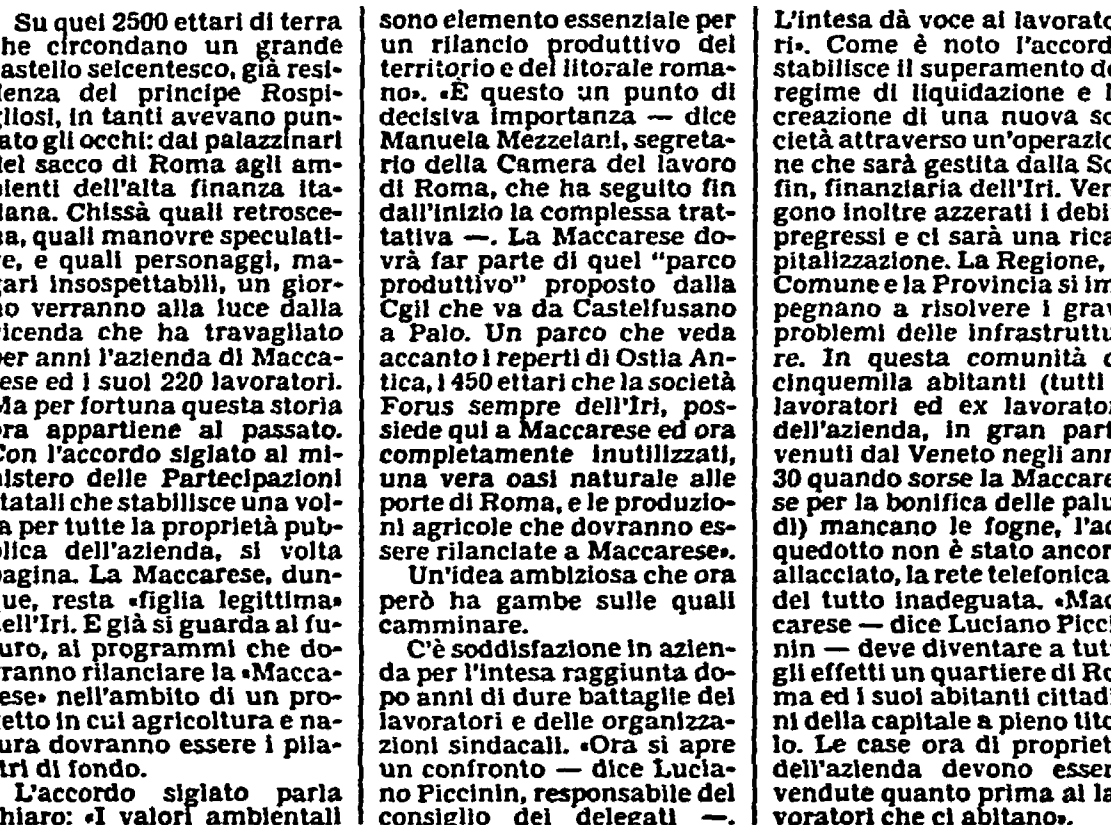 Su quei 2500 ettari di terra
he circondano un grande
astello seicentesco, già resi-
denza del principe Rospi-
gliosi, in tanti avevano pun-
ato gli occhi: dai palazzinari
del sacco di Roma agli am-
bienti dell'alta finanza ita-
liana. Chissà quali retrosce-
na, quali manovre speculati-
ve, e quali personaggi, ma-
gari insospettabili, un gior-
no verranno alla luce dalla
vicenda che ha travagliato
per anni l'azienda di Macca-
rese ed i suoi 220 lavoratori.
Ma per fortuna questa storia
ora appartiene al passato.
Con l'accordo siglato al mi-
nistero delle Partecipazioni
statali che stabilisce una vol-
ta per tutte la proprietà pub-
blica dell'azienda, si volta
pagina. La Maccarese, dun-
que, resta «figlia legittima»
dell'Iri. E già si guarda al fu-
turo, ai programmi che do-
vranno rilanciare la «Macca-
rese» nell'ambito di un pro-
getto in cui agricoltura e na-
tura dovranno essere i pila-
stri di fondo.
L'accordo siglato parla
chiaro: «I valori ambientali
sono elemento essenziale per
un rilancio produttivo del
territorio e del litorale roma-
no». «È questo un punto di
decisiva importanza — dice
Manuela Mezzelani, segreta-
rio della Camera del lavoro
di Roma, che ha seguito fin
dall'inizio la complessa trat-
tativa —. La Maccarese do-
vrà far parte di quel "parco
produttivo" proposto dalla
Cgil che va da Castelfusano
a Palo. Un parco che veda
accanto i reperti di Ostia An-
tica, i 450 ettari che la società
Forus sempre dell'Iri, pos-
siede qui a Maccarese ed ora
completamente inutilizzati,
una vera oasi naturale alle
porte di Roma, e le produzio-
ni agricole che dovranno es-
sere rilanciate a Maccarese».
Un'idea ambiziosa che ora
però ha gambe sulle quali
camminare.
C'è soddisfazione in azien-
da per l'intesa raggiunta do-
po anni di dure battaglie dei
lavoratori e delle organizza-
zioni sindacali. «Ora si apre
un confronto — dice Lucia-
no Piccinin, responsabile del
consiglio dei delegati —.
L'intesa dà voce ai lavorato
ri». Come è noto l'accord
stabilisce il superamento de
regime di liquidazione e l
creazione di una nuova so
cietà attraverso un'operazio
ne che sarà gestita dalla So
fin, finanziaria dell'Iri. Ven
gono inoltre azzerati i debi
pregressi e ci sarà una rica
pitalizzazione. La Regione,
Comune e la Provincia si im
pegnano a risolvere i grav
problemi delle infrastruttu
re. In questa comunità d
cinquemila abitanti (tutti
lavoratori ed ex lavorator
dell'azienda, in gran part
venuti dal Veneto negli ann
30 quando sorse la Maccare
se per la bonifica delle palu
di) mancano le fogne, l'ac
quedotto non è stato ancor
allacciato, la rete telefonica
del tutto inadeguata. «Mac
carese — dice Luciano Picci
nin — deve diventare a tutt
gli effetti un quartiere di Ro
ma ed i suoi abitanti cittadi
ni della capitale a pieno tito
lo. Le case ora di propriet
dell'azienda devono esser
vendute quanto prima ai la
voratori che ci abitano».